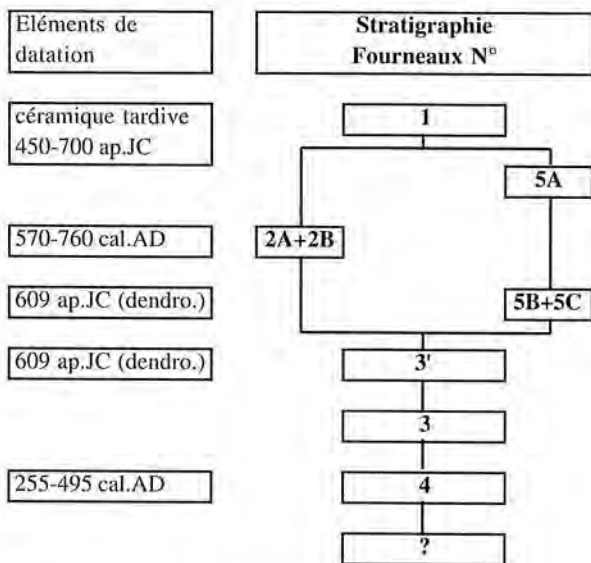 Eléments de
datation
Stratigraphie
Fourneaux N°
céramique tardive
450-700 ap.JC
1
5A
570-760 cal.AD
2A+2B
609 ap.JC (dendro.)
5B+5C
609 ap.JC (dendro.)
3'
3
255-495 cal.AD
4
?